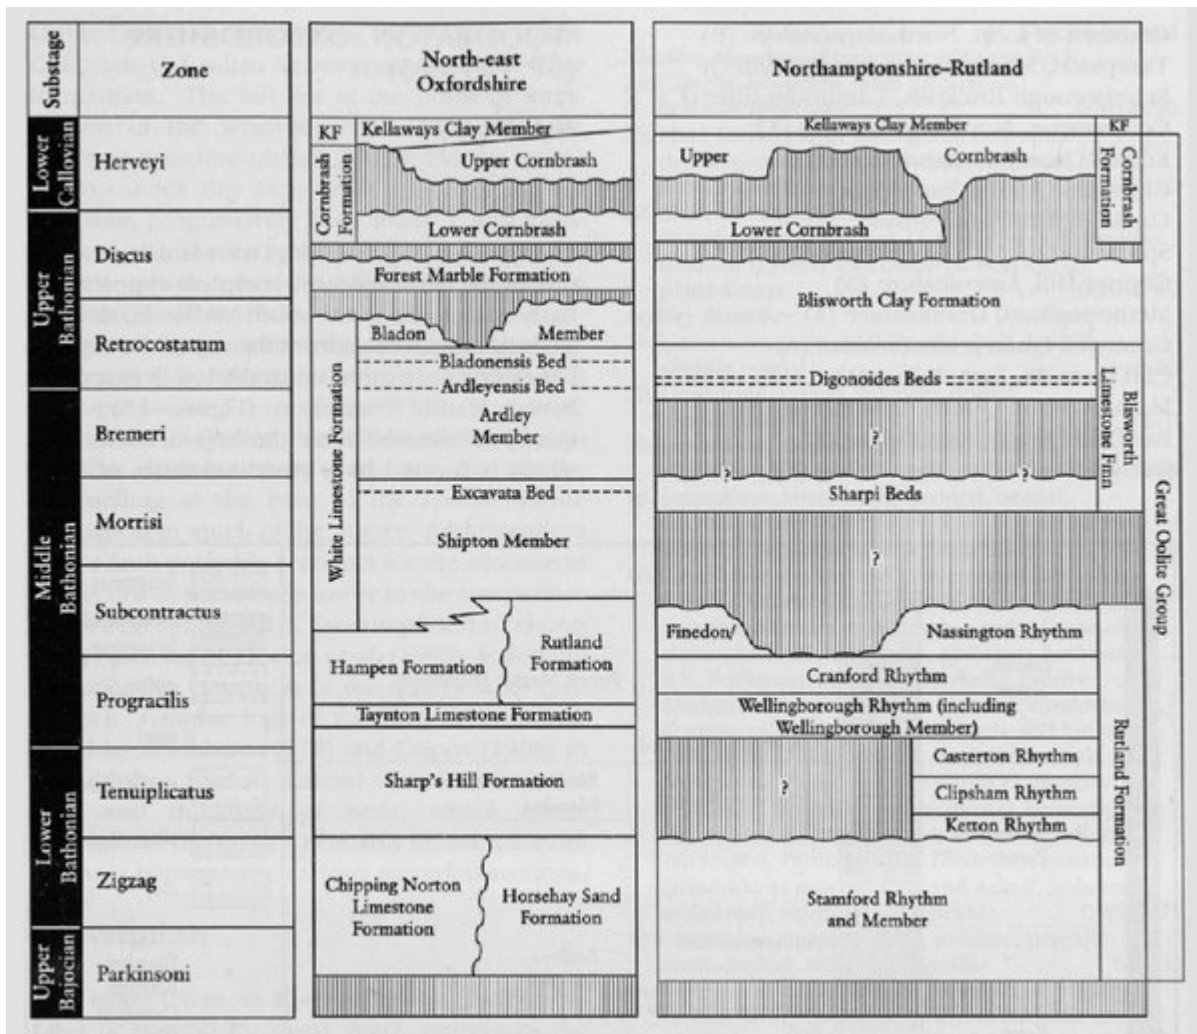 Substage
Zone
North-east
Oxfordshire
Northamptonshire–Rutland
Lower
Callovian
Upper
Bathonian
Middle
Bathonian
Lower
Bathonian
Upper
Bajocian
Herveyi
Discus
Retrocostatum
Bremeri
Morrisi
Subcontractus
Progracilis
Tenuiplicatus
Zigzag
Parkinsoni
KF
Kellaways Clay Member
Cornbrash
Formation
Upper Cornbrash
Lower Cornbrash
Forest Marble Formation
White Limestone Formation
Bladon
Member
Bladonensis Bed
Ardleyensis Bed
Ardley
Member
Excavata Bed
Shipton Member
Hampen Formation
Rutland
Formation
Taynton Limestone Formation
Sharp's Hill Formation
Chipping Norton
Limestone
Formation
Horsehay Sand
Formation
Kellaways Clay Member
KF
Upper
Cornbrash
Cornbrash
Formation
Lower Cornbrash
Blisworth Clay Formation
Digonoides Beds
Blisworth
Limestone Fmn
?
?
?
?
Sharpi Beds
?
Finedon/
Nassington Rhythm
Cranford Rhythm
Wellingborough Rhythm (including
Wellingborough Member)
Casterton Rhythm
?
Clipsham Rhythm
Ketton Rhythm
Stamford Rhythm
and Member
Rutland Formation
Great Oolite Group